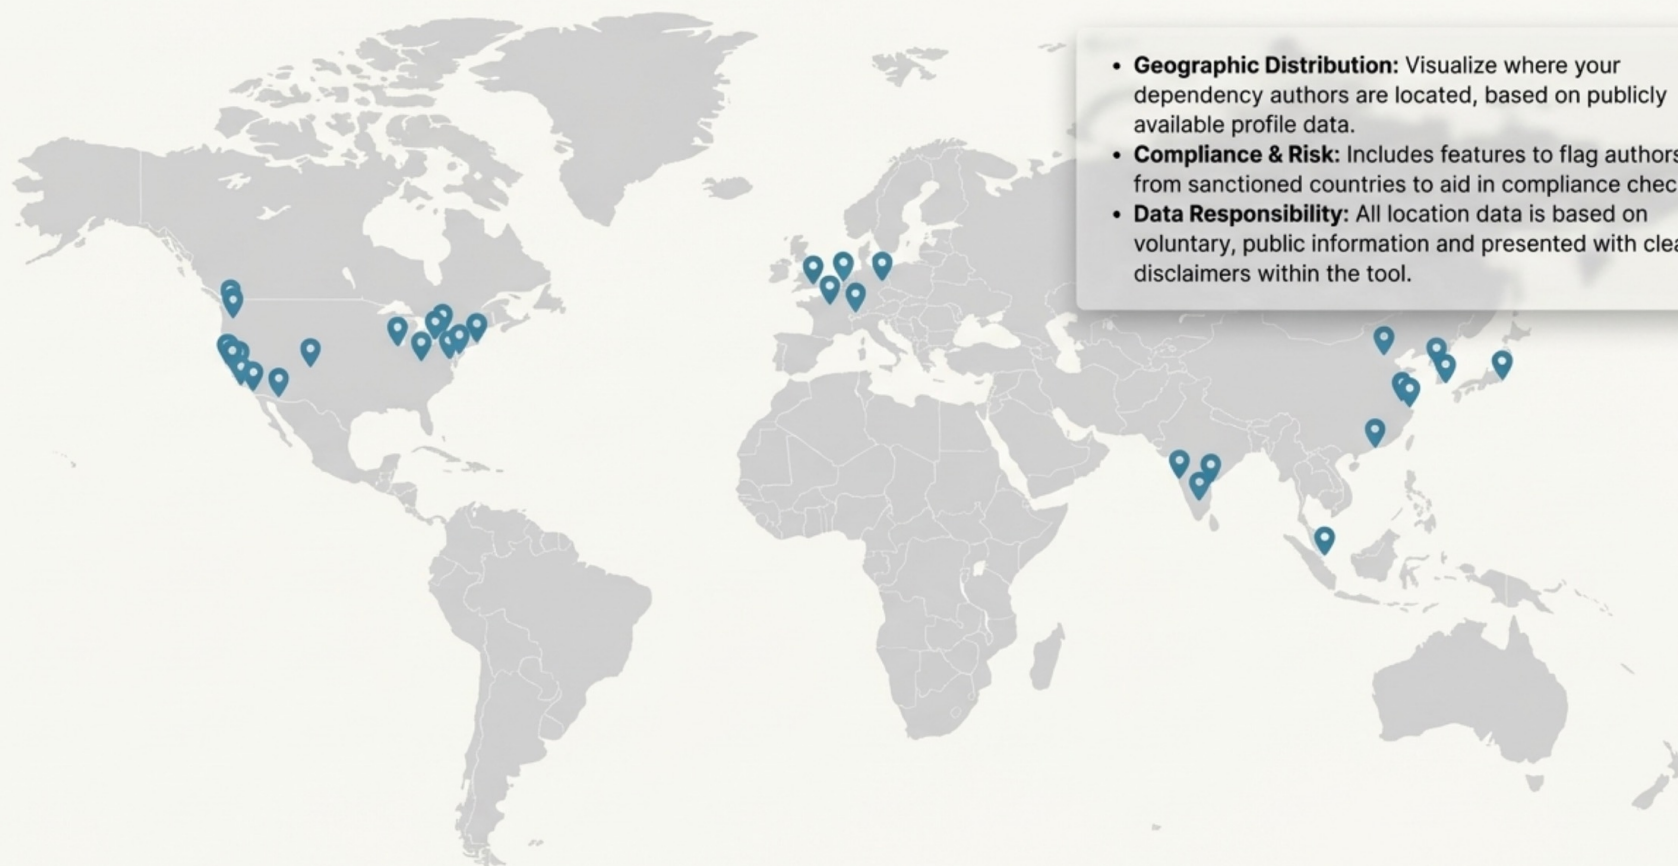 • Geographic Distribution: Visualize where your
dependency authors are located, based on publicly
available profile data.
• Compliance & Risk: Includes features to flag authors
from sanctioned countries to aid in compliance chec
• Data Responsibility: All location data is based on
voluntary, public information and presented with clea
disclaimers within the tool.